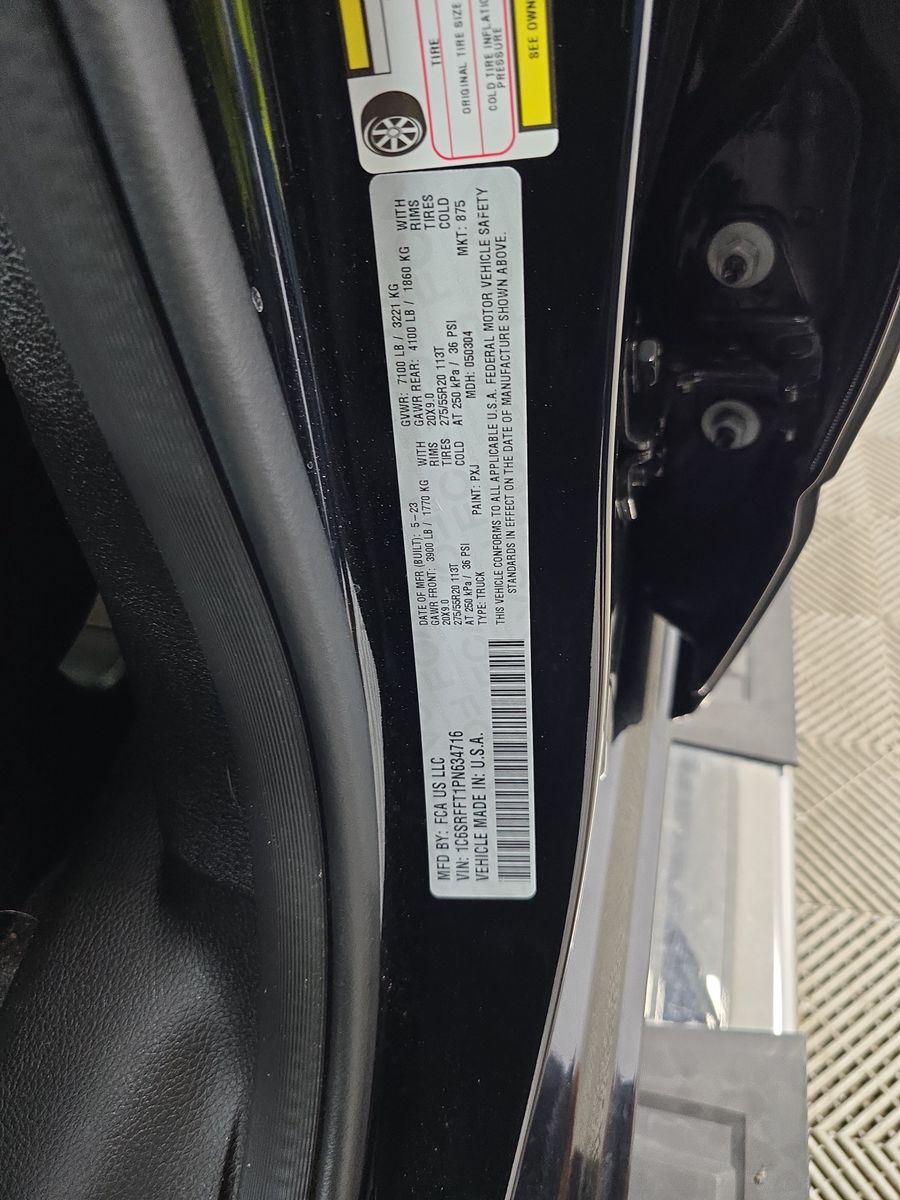 TIRE
ORIGINAL TIRE SIZE
COLD TIRE INFLATIO
PRESSURE
SEE OWN
MFD BY: FCA US LLC
VIN: 1C6SRFFT1PN634716
VEHICLE MADE IN: U.S.A.
DATE OF MFR (BUILT): 5-23 GVWR: 7100 LB / 3221 KG
GAWR FRONT: 3900 LB / 1770 KG WITH GAWR REAR: 4100 LB / 1860 KG WITH
20X9.0 RIMS 20X9.0 RIMS
275/55R20 113T TIRES 275/55R20 113T TIRES
AT 250 kPa / 36 PSI COLD AT 250 kPa / 36 PSI COLD
TYPE: TRUCK PAINT: PXJ MDH: 050304 MKT: 875
THIS VEHICLE CONFORMS TO ALL APPLICABLE U.S.A. FEDERAL MOTOR VEHICLE SAFETY
STANDARDS IN EFFECT ON THE DATE OF MANUFACTURE SHOWN ABOVE.